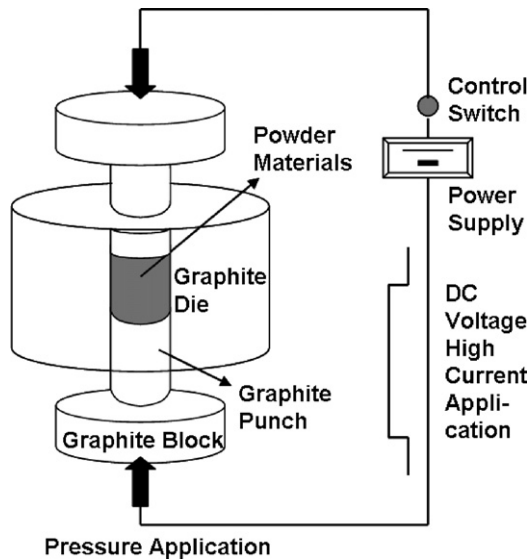 Control
Switch
Powder
Materials
Power
Supply
Graphite
Die
DC
Voltage
High
Current
Appli-
cation
Graphite
Punch
Graphite Block
Pressure Application